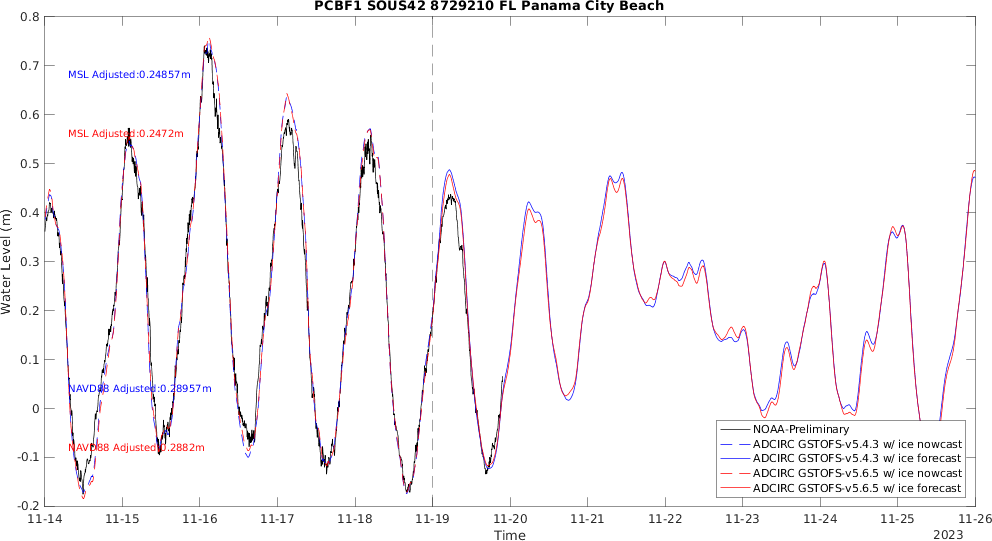 PCBF1 SOUS42 8729210 FL Panama City Beach
0.8
0.7
0.6
0.5
0.4
0.3
0.2
0.1
0
-0.1
-0.2
Water Level (m)
MSL Adjusted:0.24857m
MSL Adjusted:0.2472m
NAVD88 Adjusted:0.28957m
NAVD88 Adjusted:0.2882m
NOAA-Preliminary
ADCIRC GSTOFS-v5.4.3 w/ ice nowcast
ADCIRC GSTOFS-v5.4.3 w/ ice forecast
ADCIRC GSTOFS-v5.6.5 w/ ice nowcast
ADCIRC GSTOFS-v5.6.5 w/ ice forecast
11-14 11-15 11-16 11-17 11-18 11-19 11-20 11-21 11-22 11-23 11-24 11-25 11-26
Time
2023